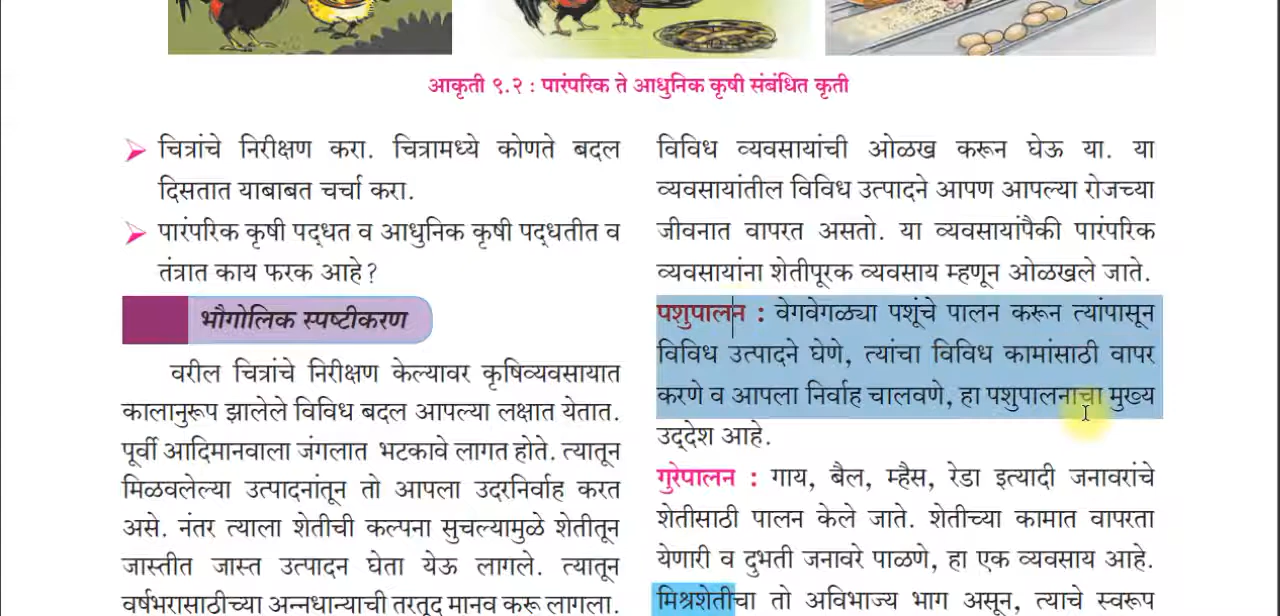 आकृती ९.२ : पारंपरिक ते आधुनिक कृषी संबंधित कृती
चित्रांचे निरीक्षण करा. चित्रामध्ये कोणते बदल
दिसतात याबाबत चर्चा करा.
पारंपरिक कृषी पद्धत व आधुनिक कृषी पद्धतीत व
तंत्रात काय फरक आहे?
भौगोलिक स्पष्टीकरण
वरील चित्रांचे निरीक्षण केल्यावर कृषिव्यवसायात
कालानुरूप झालेले विविध बदल आपल्या लक्षात येतात.
पूर्वी आदिमानवाला जंगलात भटकावे लागत होते. त्यातून
मिळवलेल्या उत्पादनांतून तो आपला उदरनिर्वाह करत
असे. नंतर त्याला शेतीची कल्पना सुचल्यामुळे शेतीतून
जास्तीत जास्त उत्पादन घेता येऊ लागले. त्यातून
वर्षभरासाठीच्या अन्नधान्याची तरतूद मानव करू लागला.
विविध व्यवसायांची ओळख करून घेऊ या. या
व्यवसायांतील विविध उत्पादने आपण आपल्या रोजच्या
जीवनात वापरत असतो. या व्यवसायांपैकी पारंपरिक
व्यवसायांना शेतीपूरक व्यवसाय म्हणून ओळखले जाते.
पशुपालन : वेगवेगळ्या पशूंचे पालन करून त्यांपासून
विविध उत्पादने घेणे, त्यांचा विविध कामांसाठी वापर
करणे व आपला निर्वाह चालवणे, हा पशुपालनाचा मुख्य
उद्देश आहे.
गुरेपालन : गाय, बैल, म्हैस, रेडा इत्यादी जनावरांचे
शेतीसाठी पालन केले जाते. शेतीच्या कामात वापरता
येणारी व दुभती जनावरे पाळणे, हा एक व्यवसाय आहे.
मिश्रशेतीचा तो अविभाज्य भाग असून, त्याचे स्वरूप